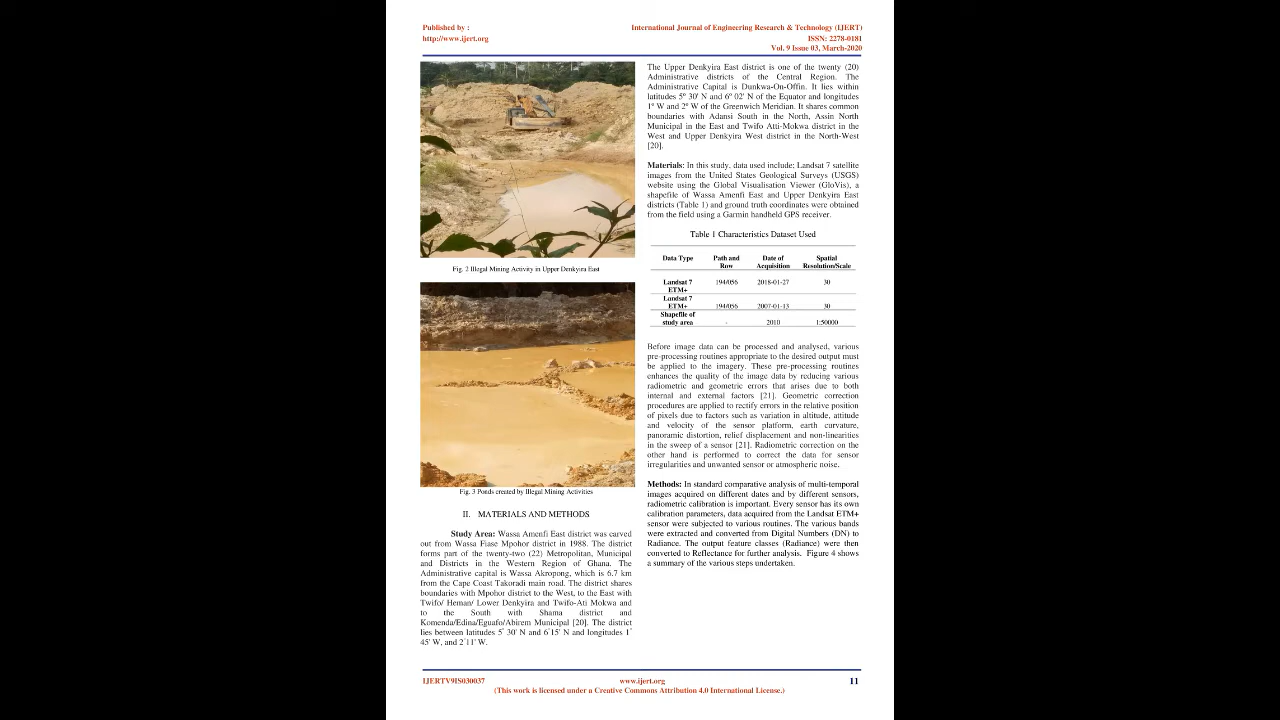 Published by :
http://www.ijert.org
International Journal of Engineering Research & Technology (IJERT)
ISSN: 2278-0181
Vol. 9 Issue 03, March-2020
Fig. 2 Illegal Mining Activity in Upper Denkyira East
Fig. 3 Ponds created by Illegal Mining Activities
II. MATERIALS AND METHODS
Study Area: Wassa Amenfi East district was carved
out from Wassa Fiase Mpohor district in 1988. The district
forms part of the twenty-two (22) Metropolitan, Municipal
and Districts in the Western Region of Ghana. The
Administrative capital is Wassa Akropong, which is 6.7 km
from the Cape Coast Takoradi main road. The district shares
boundaries with Mpohor district to the West, to the East with
Twifo/ Heman/ Lower Denkyira and Twifo-Ati Mokwa and
to the South with Shama district and
Komenda/Edina/Eguafo/Abirem Municipal [20]. The district
lies between latitudes 5° 30' N and 6°15' N and longitudes 1°
45' W, and 2°11' W.
The Upper Denkyira East district is one of the twenty (20)
Administrative districts of the Central Region. The
Administrative Capital is Dunkwa-On-Offin. It lies within
latitudes 5° 30' N and 6° 02' N of the Equator and longitudes
1° W and 2° W of the Greenwich Meridian. It shares common
boundaries with Adansi South in the North, Assin North
Municipal in the East and Twifo Atti-Mokwa district in the
West and Upper Denkyira West district in the North-West
[20].
Materials: In this study, data used include; Landsat 7 satellite
images from the United States Geological Surveys (USGS)
website using the Global Visualisation Viewer (GloVis), a
shapefile of Wassa Amenfi East and Upper Denkyira East
districts (Table 1) and ground truth coordinates were obtained
from the field using a Garmin handheld GPS receiver.
Table 1 Characteristics Dataset Used
Data Type Path and Date of Spatial
Row Acquisition Resolution/Scale
Landsat 7 194/056 2018-01-27 30
ETM+
Landsat 7
ETM+ 194/056 2007-01-13 30
Shapefile of
study area - 2010 1:50000
Before image data can be processed and analysed, various
pre-processing routines appropriate to the desired output must
be applied to the imagery. These pre-processing routines
enhances the quality of the image data by reducing various
radiometric and geometric errors that arises due to both
internal and external factors [21]. Geometric correction
procedures are applied to rectify errors in the relative position
of pixels due to factors such as variation in altitude, attitude
and velocity of the sensor platform, earth curvature,
panoramic distortion, relief displacement and non-linearities
in the sweep of a sensor [21]. Radiometric correction on the
other hand is performed to correct the data for sensor
irregularities and unwanted sensor or atmospheric noise.
Methods: In standard comparative analysis of multi-temporal
images acquired on different dates and by different sensors,
radiometric calibration is important. Every sensor has its own
calibration parameters, data acquired from the Landsat ETM+
sensor were subjected to various routines. The various bands
were extracted and converted from Digital Numbers (DN) to
Radiance. The output feature classes (Radiance) were then
converted to Reflectance for further analysis. Figure 4 shows
a summary of the various steps undertaken.
IJERTV9IS030037
www.ijert.org
11
(This work is licensed under a Creative Commons Attribution 4.0 International License.)